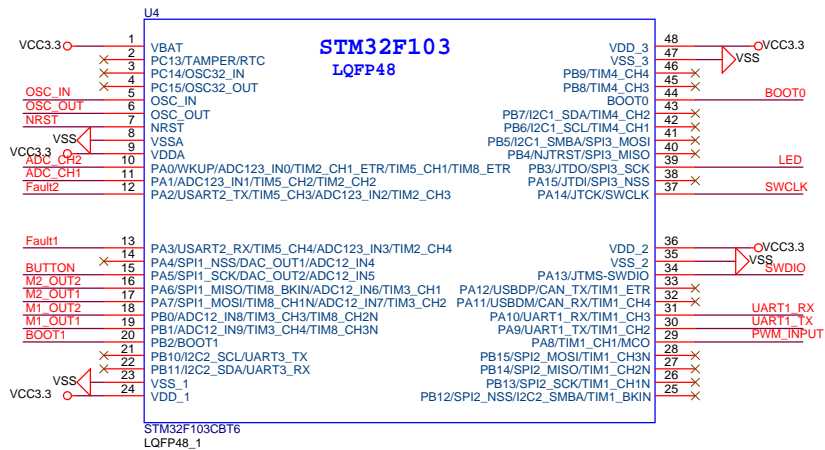 U4
STM32F103
LQFP48
VCC3.3 1 VBAT
2 PC13/TAMPER/RTC
3 PC14/OSC32_IN
4 PC15/OSC32_OUT
OSC_IN 5 OSC_IN
OSC_OUT 6 OSC_OUT
NRST 7 NRST
VSS 8 VSSA
VCC3.3 9 VDDA
ADC_CH2 10 PA0/WKUP/ADC123_IN0/TIM2_CH1_ETR/TIM5_CH1/TIM8_ETR
ADC_CH1 11 PA1/ADC123_IN1/TIM5_CH2/TIM2_CH2
Fault2 12 PA2/USART2_TX/TIM5_CH3/ADC123_IN2/TIM2_CH3
Fault1 13 PA3/USART2_RX/TIM5_CH4/ADC123_IN3/TIM2_CH4
14 PA4/SPI1_NSS/DAC_OUT1/ADC12_IN4
BUTTON 15 PA5/SPI1_SCK/DAC_OUT2/ADC12_IN5
M2_OUT2 16 PA6/SPI1_MISO/TIM8_BKIN/ADC12_IN6/TIM3_CH1
M2_OUT1 17 PA7/SPI1_MOSI/TIM8_CH1N/ADC12_IN7/TIM3_CH2
M1_OUT2 18 PB0/ADC12_IN8/TIM3_CH3/TIM8_CH2N
M1_OUT1 19 PB1/ADC12_IN9/TIM3_CH4/TIM8_CH3N
BOOT1 20 PB2/BOOT1
21 PB10/I2C2_SCL/UART3_TX
22 PB11/I2C2_SDA/UART3_RX
VSS 23 VSS_1
VCC3.3 24 VDD_1
VDD_3 48 VCC3.3
VSS_3 47 VSS
PB9/TIM4_CH4 46
PB8/TIM4_CH3 45
BOOT0 44 BOOT0
PB7/I2C1_SDA/TIM4_CH2 43
PB6/I2C1_SCL/TIM4_CH1 42
PB5/I2C1_SMBA/SPI3_MOSI 41
PB4/NJTRST/SPI3_MISO 40
PB3/JTDO/SPI3_SCK 39 LED
PA15/JTDI/SPI3_NSS 38
PA14/JTCK/SWCLK 37 SWCLK
VDD_2 36 VCC3.3
VSS_2 35 VSS
PA13/JTMS-SWDIO 34 SWDIO
PA12/USBDP/CAN_TX/TIM1_ETR 33
PA11/USBDM/CAN_RX/TIM1_CH4 32
PA10/UART1_RX/TIM1_CH3 31 UART1_RX
PA9/UART1_TX/TIM1_CH2 30 UART1_TX
PA8/TIM1_CH1/MCO 29 PWM_INPUT
PB15/SPI2_MOSI/TIM1_CH3N 28
PB14/SPI2_MISO/TIM1_CH2N 27
PB13/SPI2_SCK/TIM1_CH1N 26
PB12/SPI2_NSS/I2C2_SMBA/TIM1_BKIN 25
STM32F103CBT6
LQFP48_1